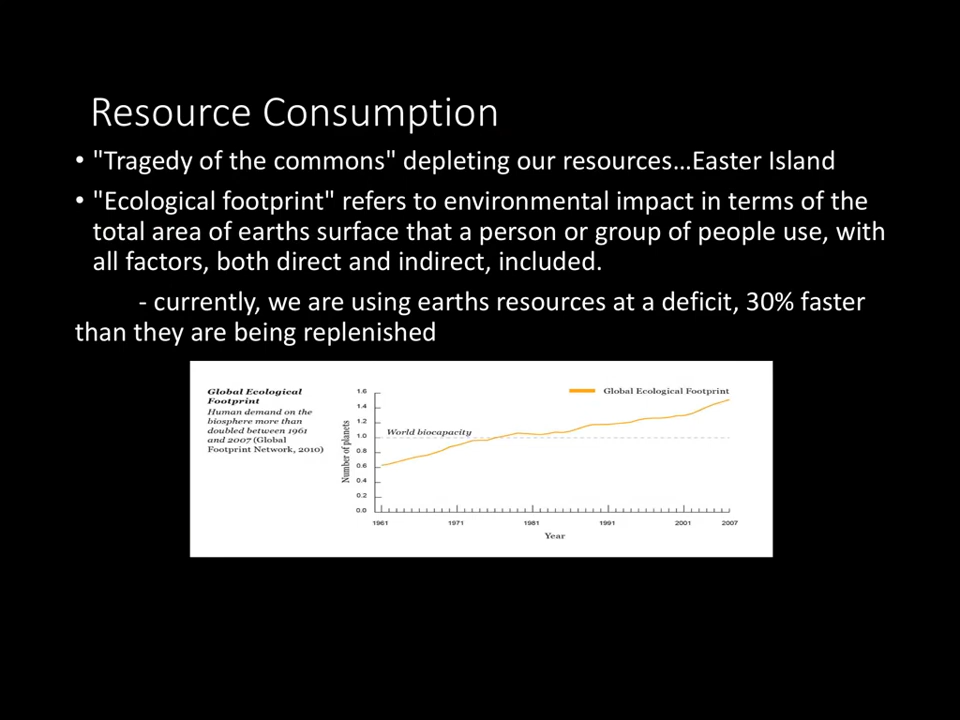 Resource Consumption
• "Tragedy of the commons" depleting our resources…Easter Island
• "Ecological footprint" refers to environmental impact in terms of the
total area of earths surface that a person or group of people use, with
all factors, both direct and indirect, included.
- currently, we are using earths resources at a deficit, 30% faster
than they are being replenished
Global Ecological
Footprint
Human demand on the
biosphere more than
doubled between 1961
and 2007 (Global
Footprint Network, 2010)
Number of planets
1.6
1.4
1.2
1.0
0.8
0.6
0.4
0.2
0.0
World biocapacity
Global Ecological Footprint
1961 1971 1981 1991 2001 2007
Year